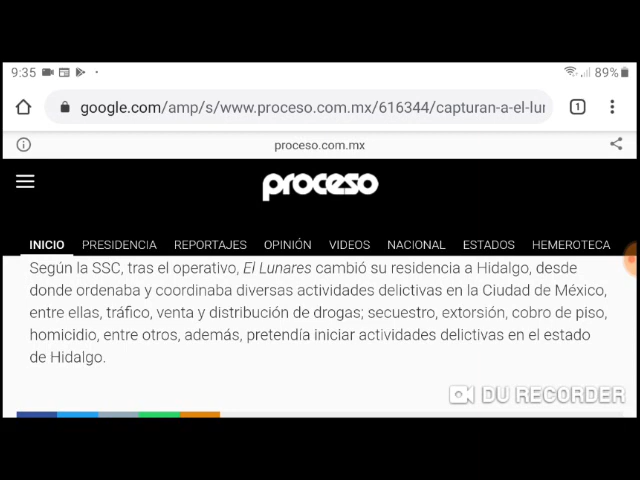 9:35 89%
google.com/amp/s/www.proceso.com.mx/616344/capturan-a-el-lun
1
proceso.com.mx
proceso
INICIO PRESIDENCIA REPORTAJES OPINIÓN VIDEOS NACIONAL ESTADOS HEMEROTECA
Según la SSC, tras el operativo, El Lunares cambió su residencia a Hidalgo, desde
donde ordenaba y coordinaba diversas actividades delictivas en la Ciudad de México,
entre ellas, tráfico, venta y distribución de drogas; secuestro, extorsión, cobro de piso,
homicidio, entre otros, además, pretendía iniciar actividades delictivas en el estado
de Hidalgo.
DU RECORDER